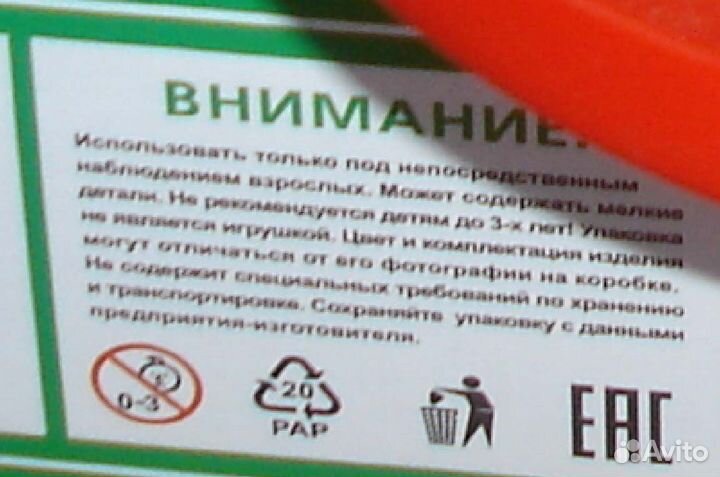 ВНИМАНИЕ
Использовать только под непосредственным
наблюдением взрослых. Может содержать мелкие
детали. Не рекомендуется детям до 3-х лет! Упаковка
не является игрушкой. Цвет и комплектация изделия
могут отличаться от его фотографии на коробке.
Не содержит специальных требований по хранению
и транспортировке. Сохраняйте упаковку с данными
предприятия-изготовителя.
0-3
20
PAP
EAC
Avito